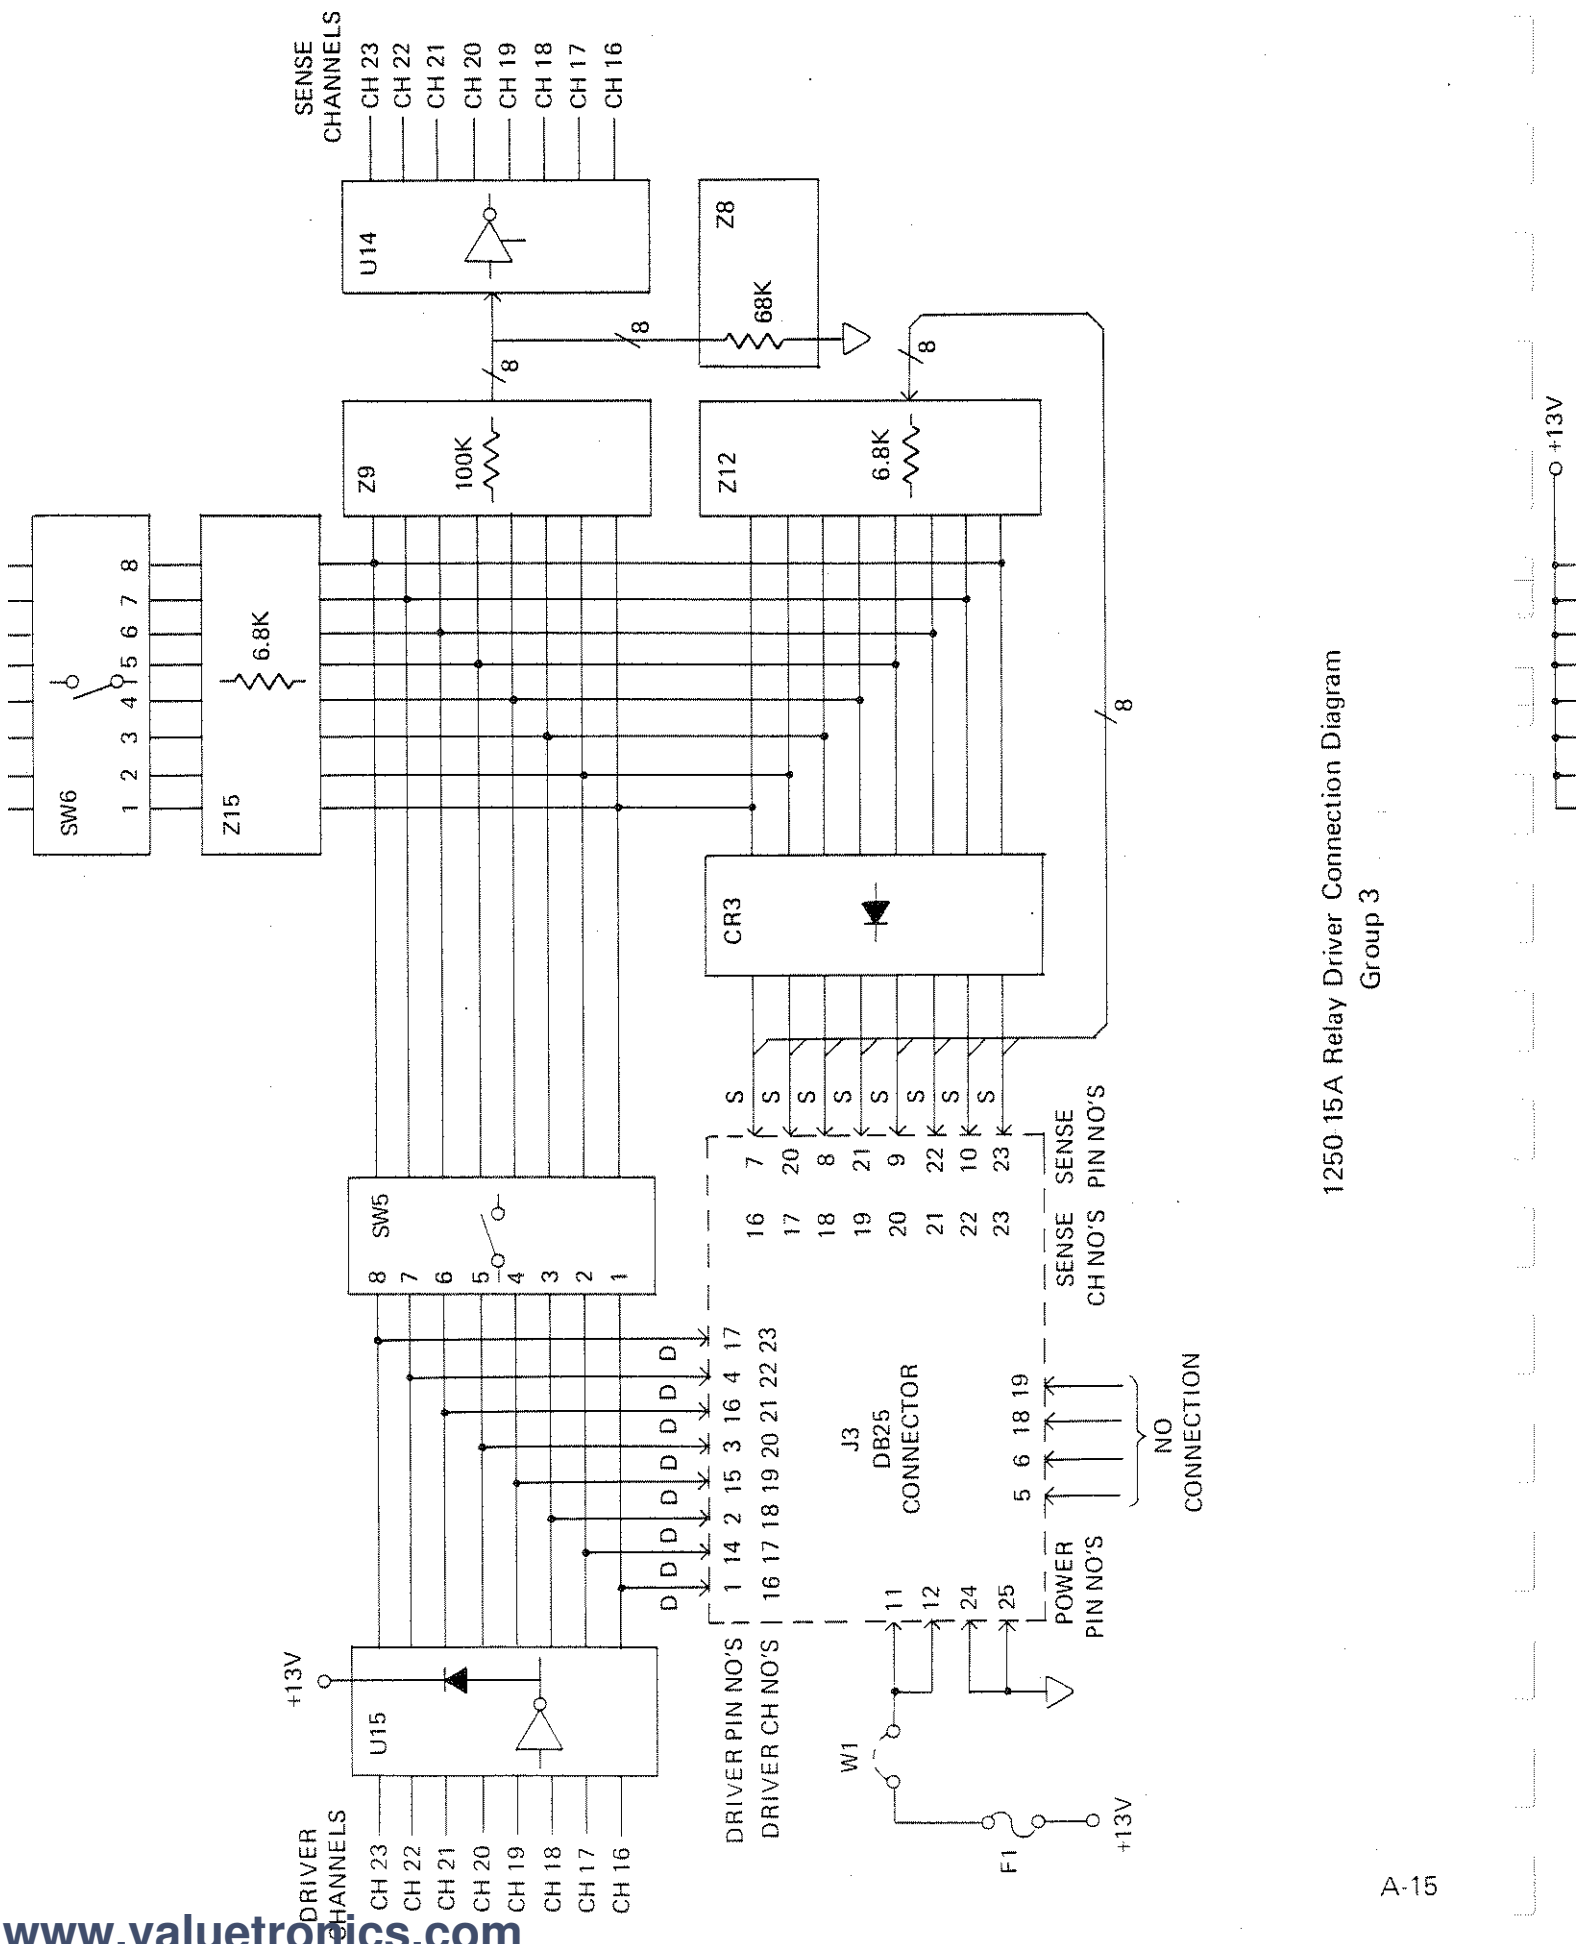 SENSE
CHANNELS
CH 23
CH 22
CH 21
CH 20
CH 19
CH 18
CH 17
CH 16
U14
Z8
68K
8
8
8
Z9
100K
Z12
6.8K
SW6
1 2 3 4 5 6 7 8
Z15
6.8K
+13V
CR3
8
SW5
8
7
6
5
4
3
2
1
S S S S S S S
7 20 8 21 9 22 10 23
16 17 18 19 20 21 22 23
SENSE SENSE
CH NO'S PIN NO'S
D D D D D D D D
1 14 2 15 3 16 4 17
16 17 18 19 20 21 22 23
DRIVER PIN NO'S
DRIVER CH NO'S
J3
DB25
CONNECTOR
5 6 18 19
NO
CONNECTION
11
12
24
25
POWER
PIN NO'S
+13V
U15
W1
F1
+13V
DRIVER
CHANNELS
CH 23
CH 22
CH 21
CH 20
CH 19
CH 18
CH 17
CH 16
1250-15A Relay Driver Connection Diagram
Group 3
A-15
www.valuetronics.com